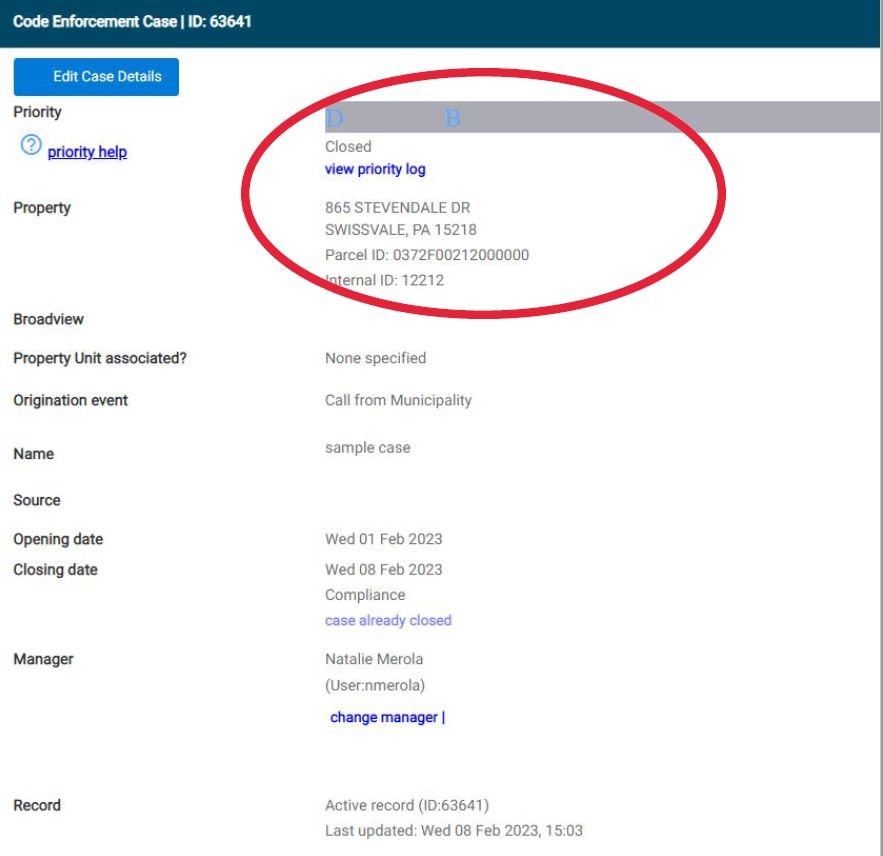 Code Enforcement Case | ID: 63641
Edit Case Details
Priority
D B
? priority help
Closed
view priority log
Property
865 STEVENDALE DR
SWISSVALE, PA 15218
Parcel ID: 0372F00212000000
Internal ID: 12212
Broadview
Property Unit associated?
None specified
Origination event
Call from Municipality
Name
sample case
Source
Opening date
Wed 01 Feb 2023
Closing date
Wed 08 Feb 2023
Compliance
case already closed
Manager
Natalie Merola
(User:nmerola)
change manager |
Record
Active record (ID:63641)
Last updated: Wed 08 Feb 2023, 15:03